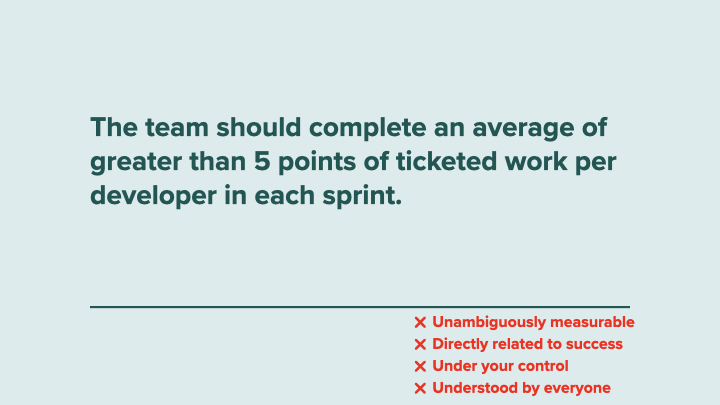 The team should complete an average of
greater than 5 points of ticketed work per
developer in each sprint.
✕ Unambiguously measurable
✕ Directly related to success
✕ Under your control
✕ Understood by everyone